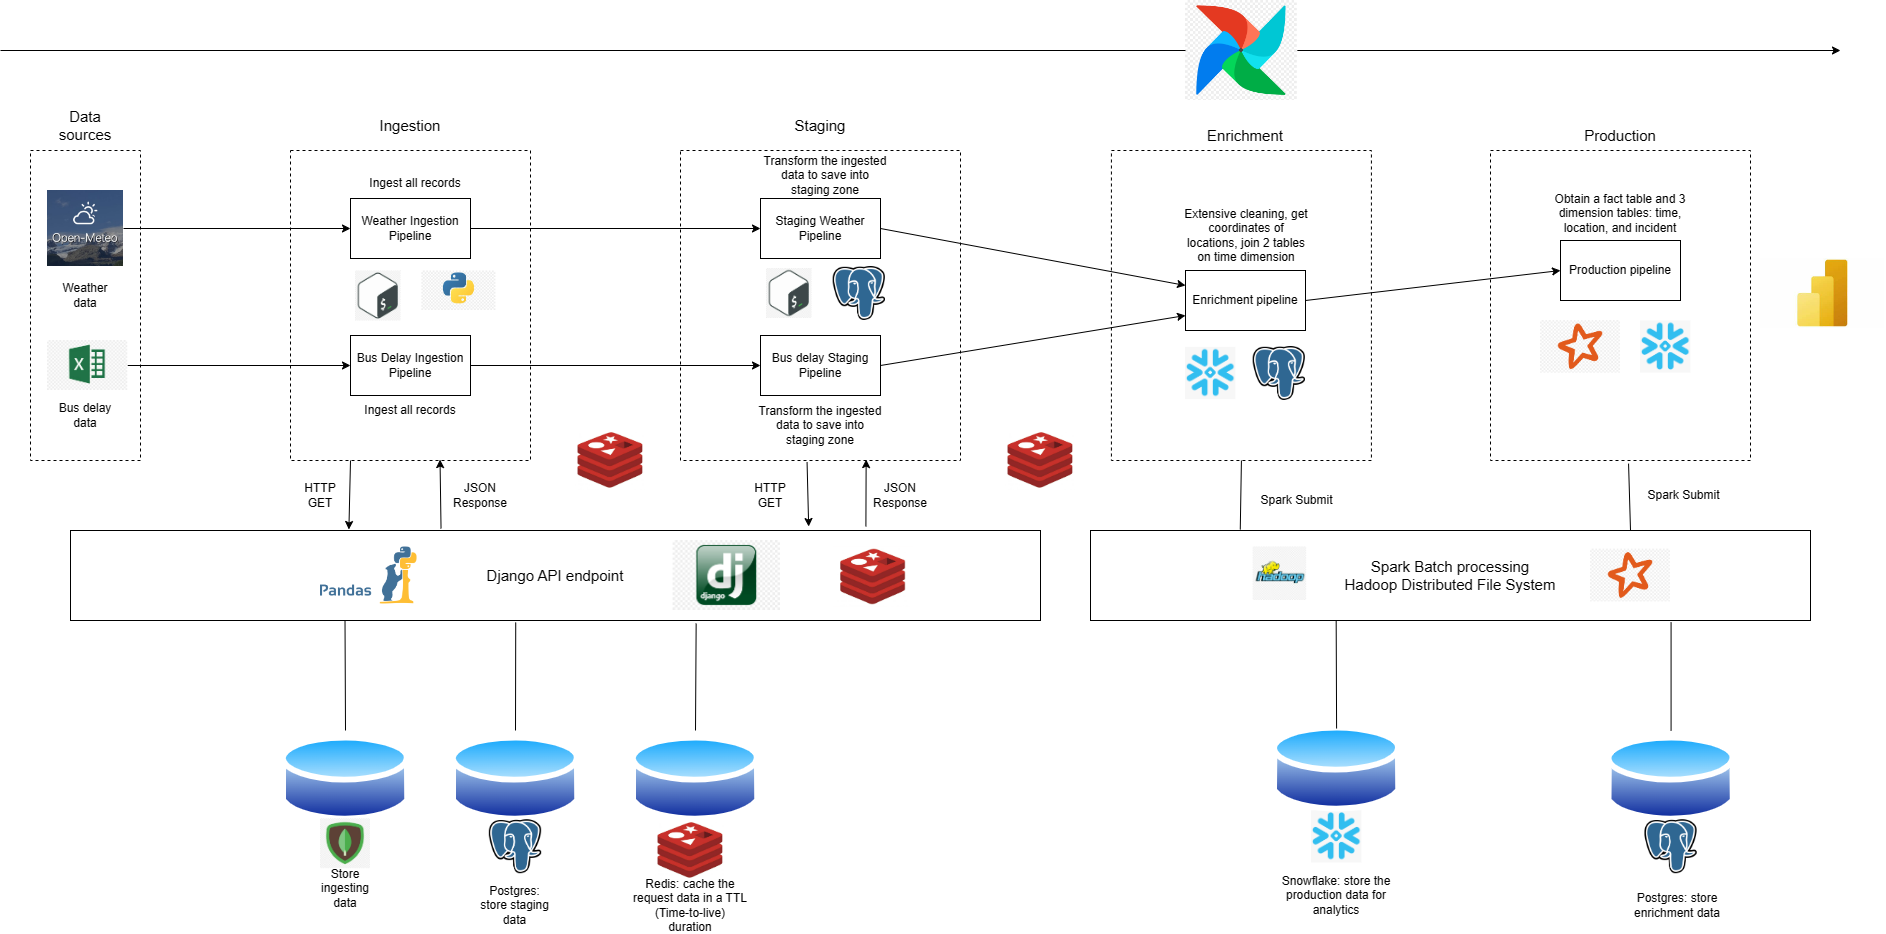 Data
sources
Ingestion
Staging
Enrichment
Production
Open-Meteo
Weather
data
X
Bus delay
data
Ingest all records
Weather Ingestion
Pipeline
$_
Bus Delay Ingestion
Pipeline
Ingest all records
Transform the ingested
data to save into
staging zone
Staging Weather
Pipeline
$_
Bus delay Staging
Pipeline
Transform the ingested
data to save into
staging zone
Extensive cleaning, get
coordinates of
locations, join 2 tables
on time dimension
Enrichment pipeline
Obtain a fact table and 3
dimension tables: time,
location, and incident
Production pipeline
HTTP
GET
JSON
Response
HTTP
GET
JSON
Response
Spark Submit
Spark Submit
Pandas
Django API endpoint
dj
django
hadoop
Spark Batch processing
Hadoop Distributed File System
Store
ingesting
data
Postgres:
store staging
data
Redis: cache the
request data in a TTL
(Time-to-live)
duration
Snowflake: store the
production data for
analytics
Postgres: store
enrichment data